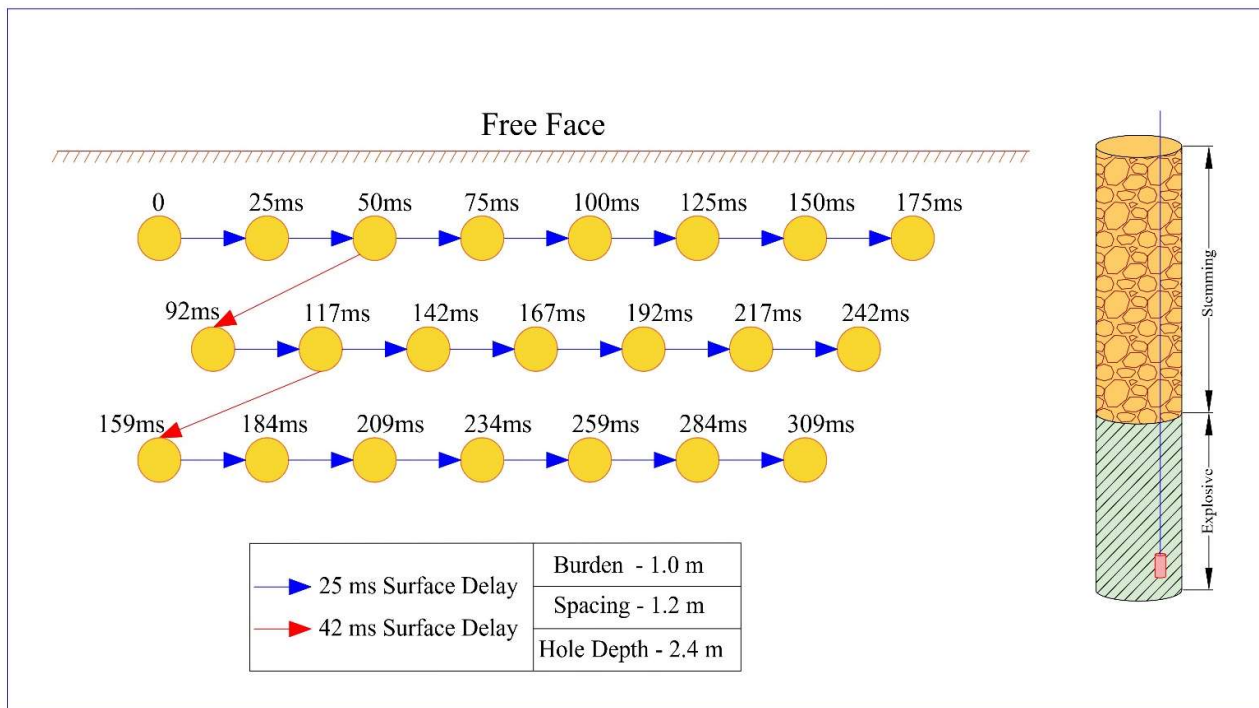 Free Face
0 25ms 50ms 75ms 100ms 125ms 150ms 175ms
92ms 117ms 142ms 167ms 192ms 217ms 242ms
159ms 184ms 209ms 234ms 259ms 284ms 309ms
25 ms Surface Delay
42 ms Surface Delay
Burden - 1.0 m
Spacing - 1.2 m
Hole Depth - 2.4 m
Stemming
Explosive